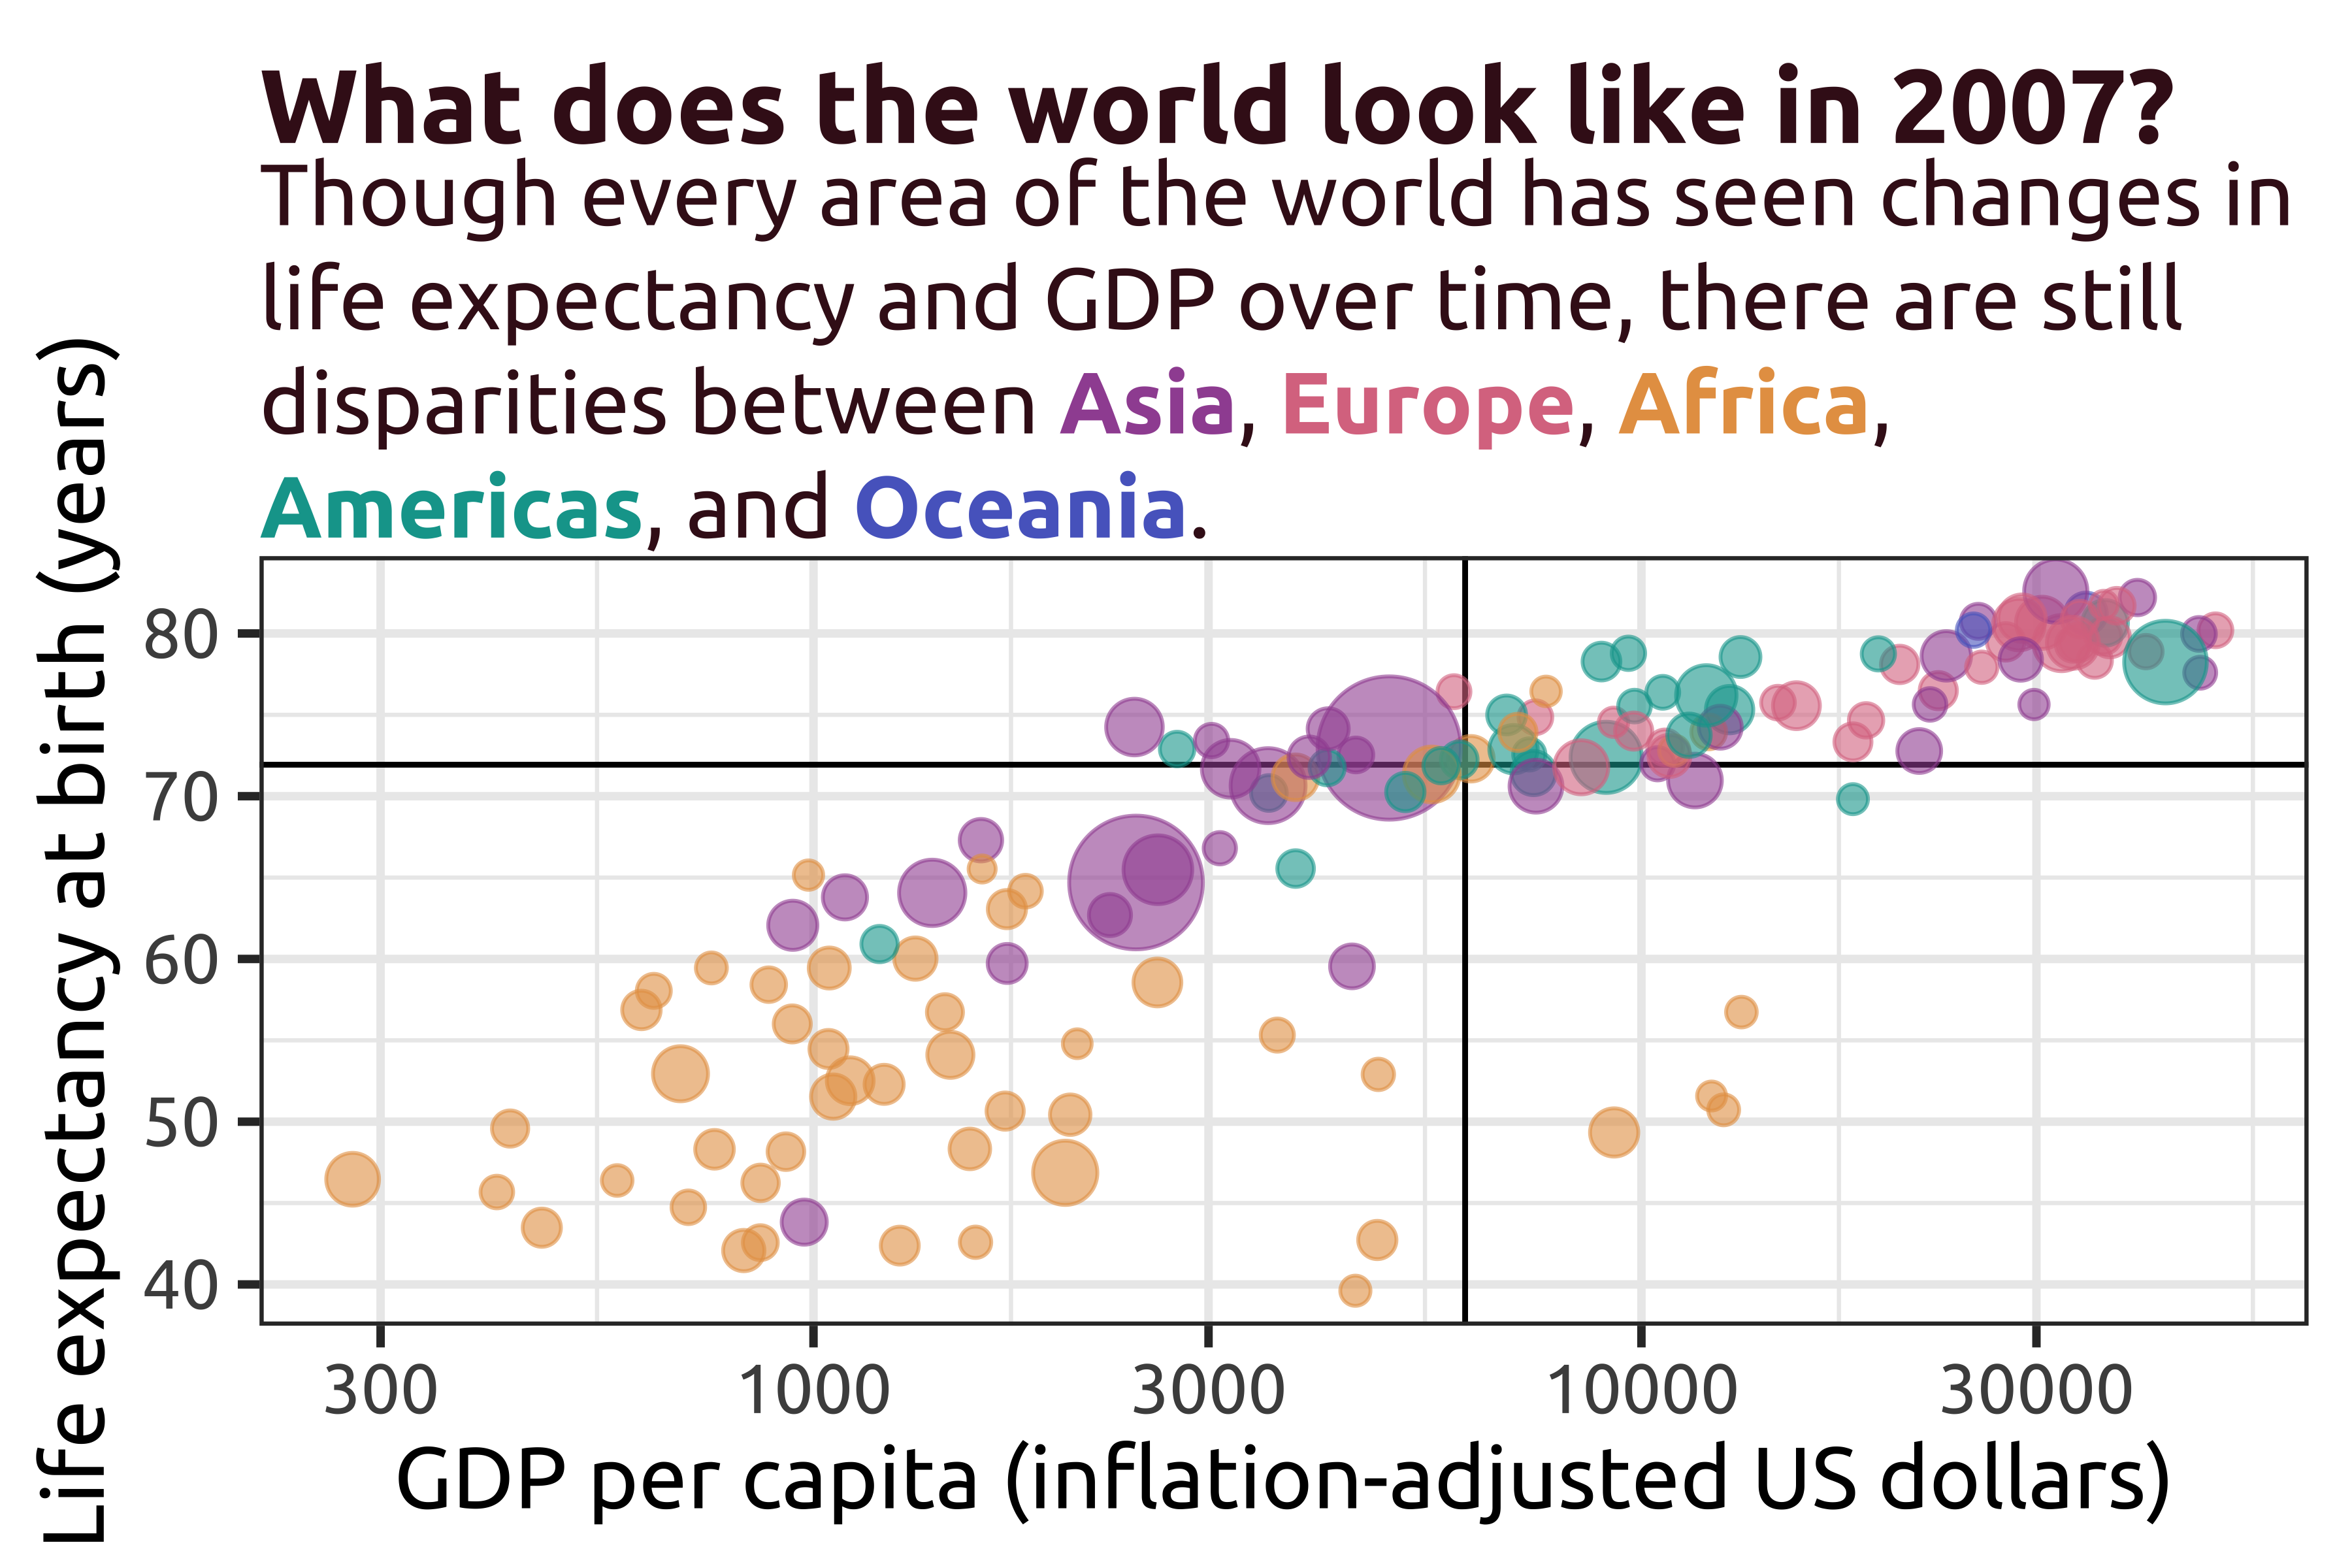 What does the world look like in 2007?
Though every area of the world has seen changes in
life expectancy and GDP over time, there are still
disparities between Asia, Europe, Africa,
Americas, and Oceania.
Life expectancy at birth (years)
80
70
60
50
40
300 1000 3000 10000 30000
GDP per capita (inflation-adjusted US dollars)